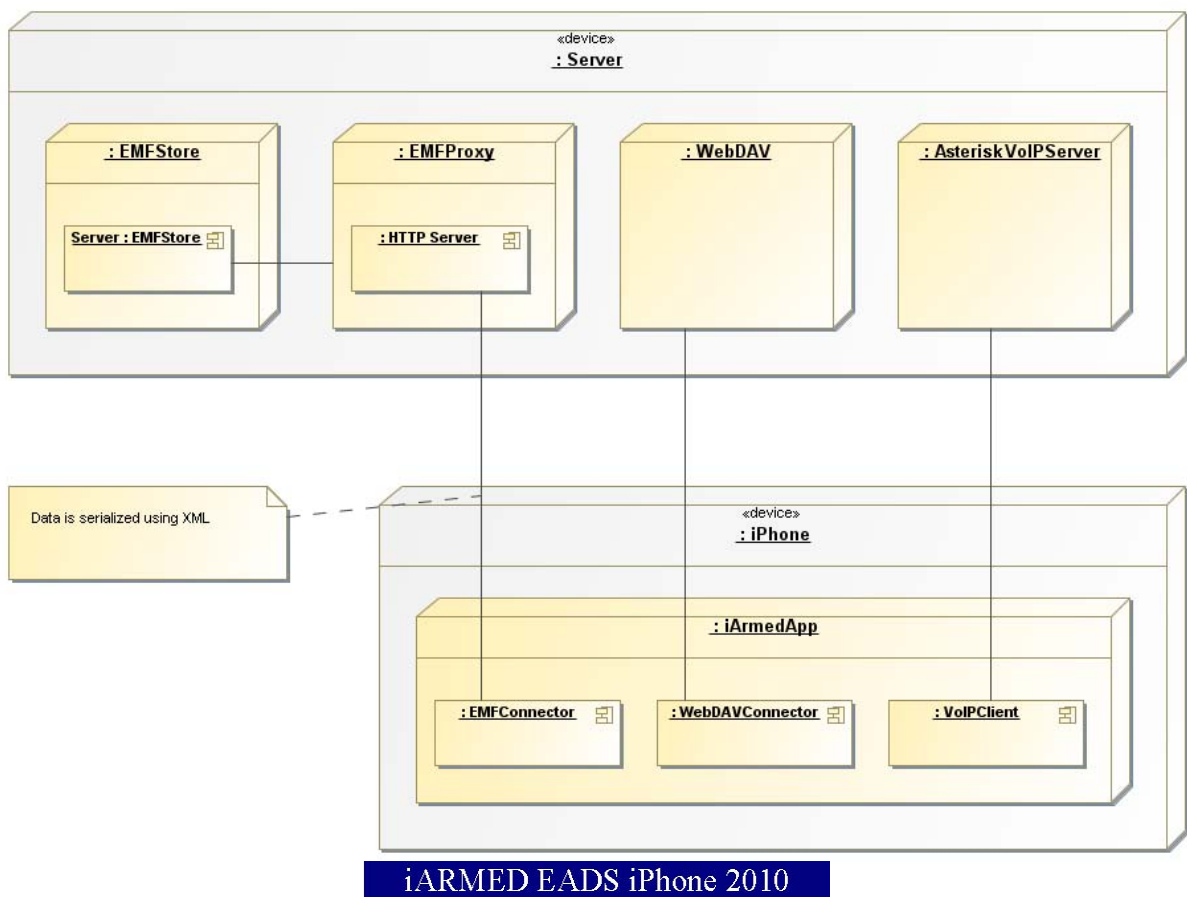 «device»
: Server
: EMFStore
: EMFProxy
: WebDAV
: AsteriskVoIPServer
Server : EMFStore
: HTTP Server
Data is serialized using XML
«device»
: iPhone
: iArmedApp
: EMFConnector
: WebDAVConnector
: VoIPClient
iARMED EADS iPhone 2010